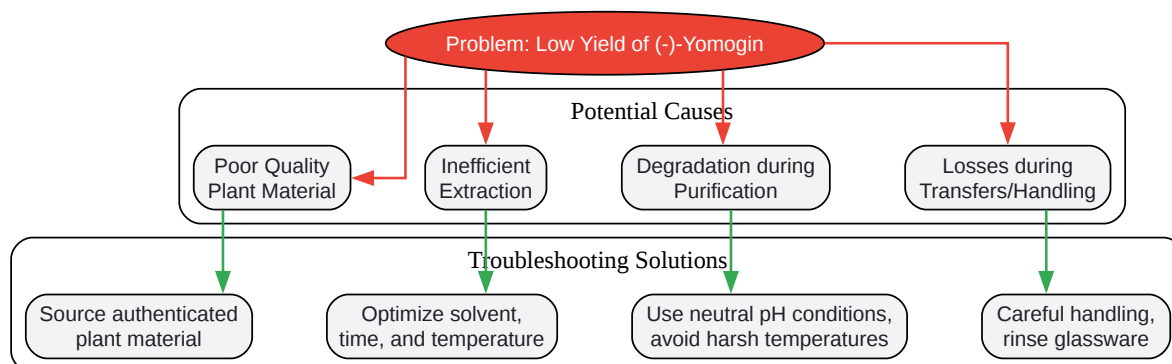 Problem: Low Yield of (-)-Yomogin
Potential Causes
Poor Quality
Plant Material
Inefficient
Extraction
Degradation during
Purification
Losses during
Transfers/Handling
Troubleshooting Solutions
Source authenticated
plant material
Optimize solvent,
time, and temperature
Use neutral pH conditions,
avoid harsh temperatures
Careful handling,
rinse glassware